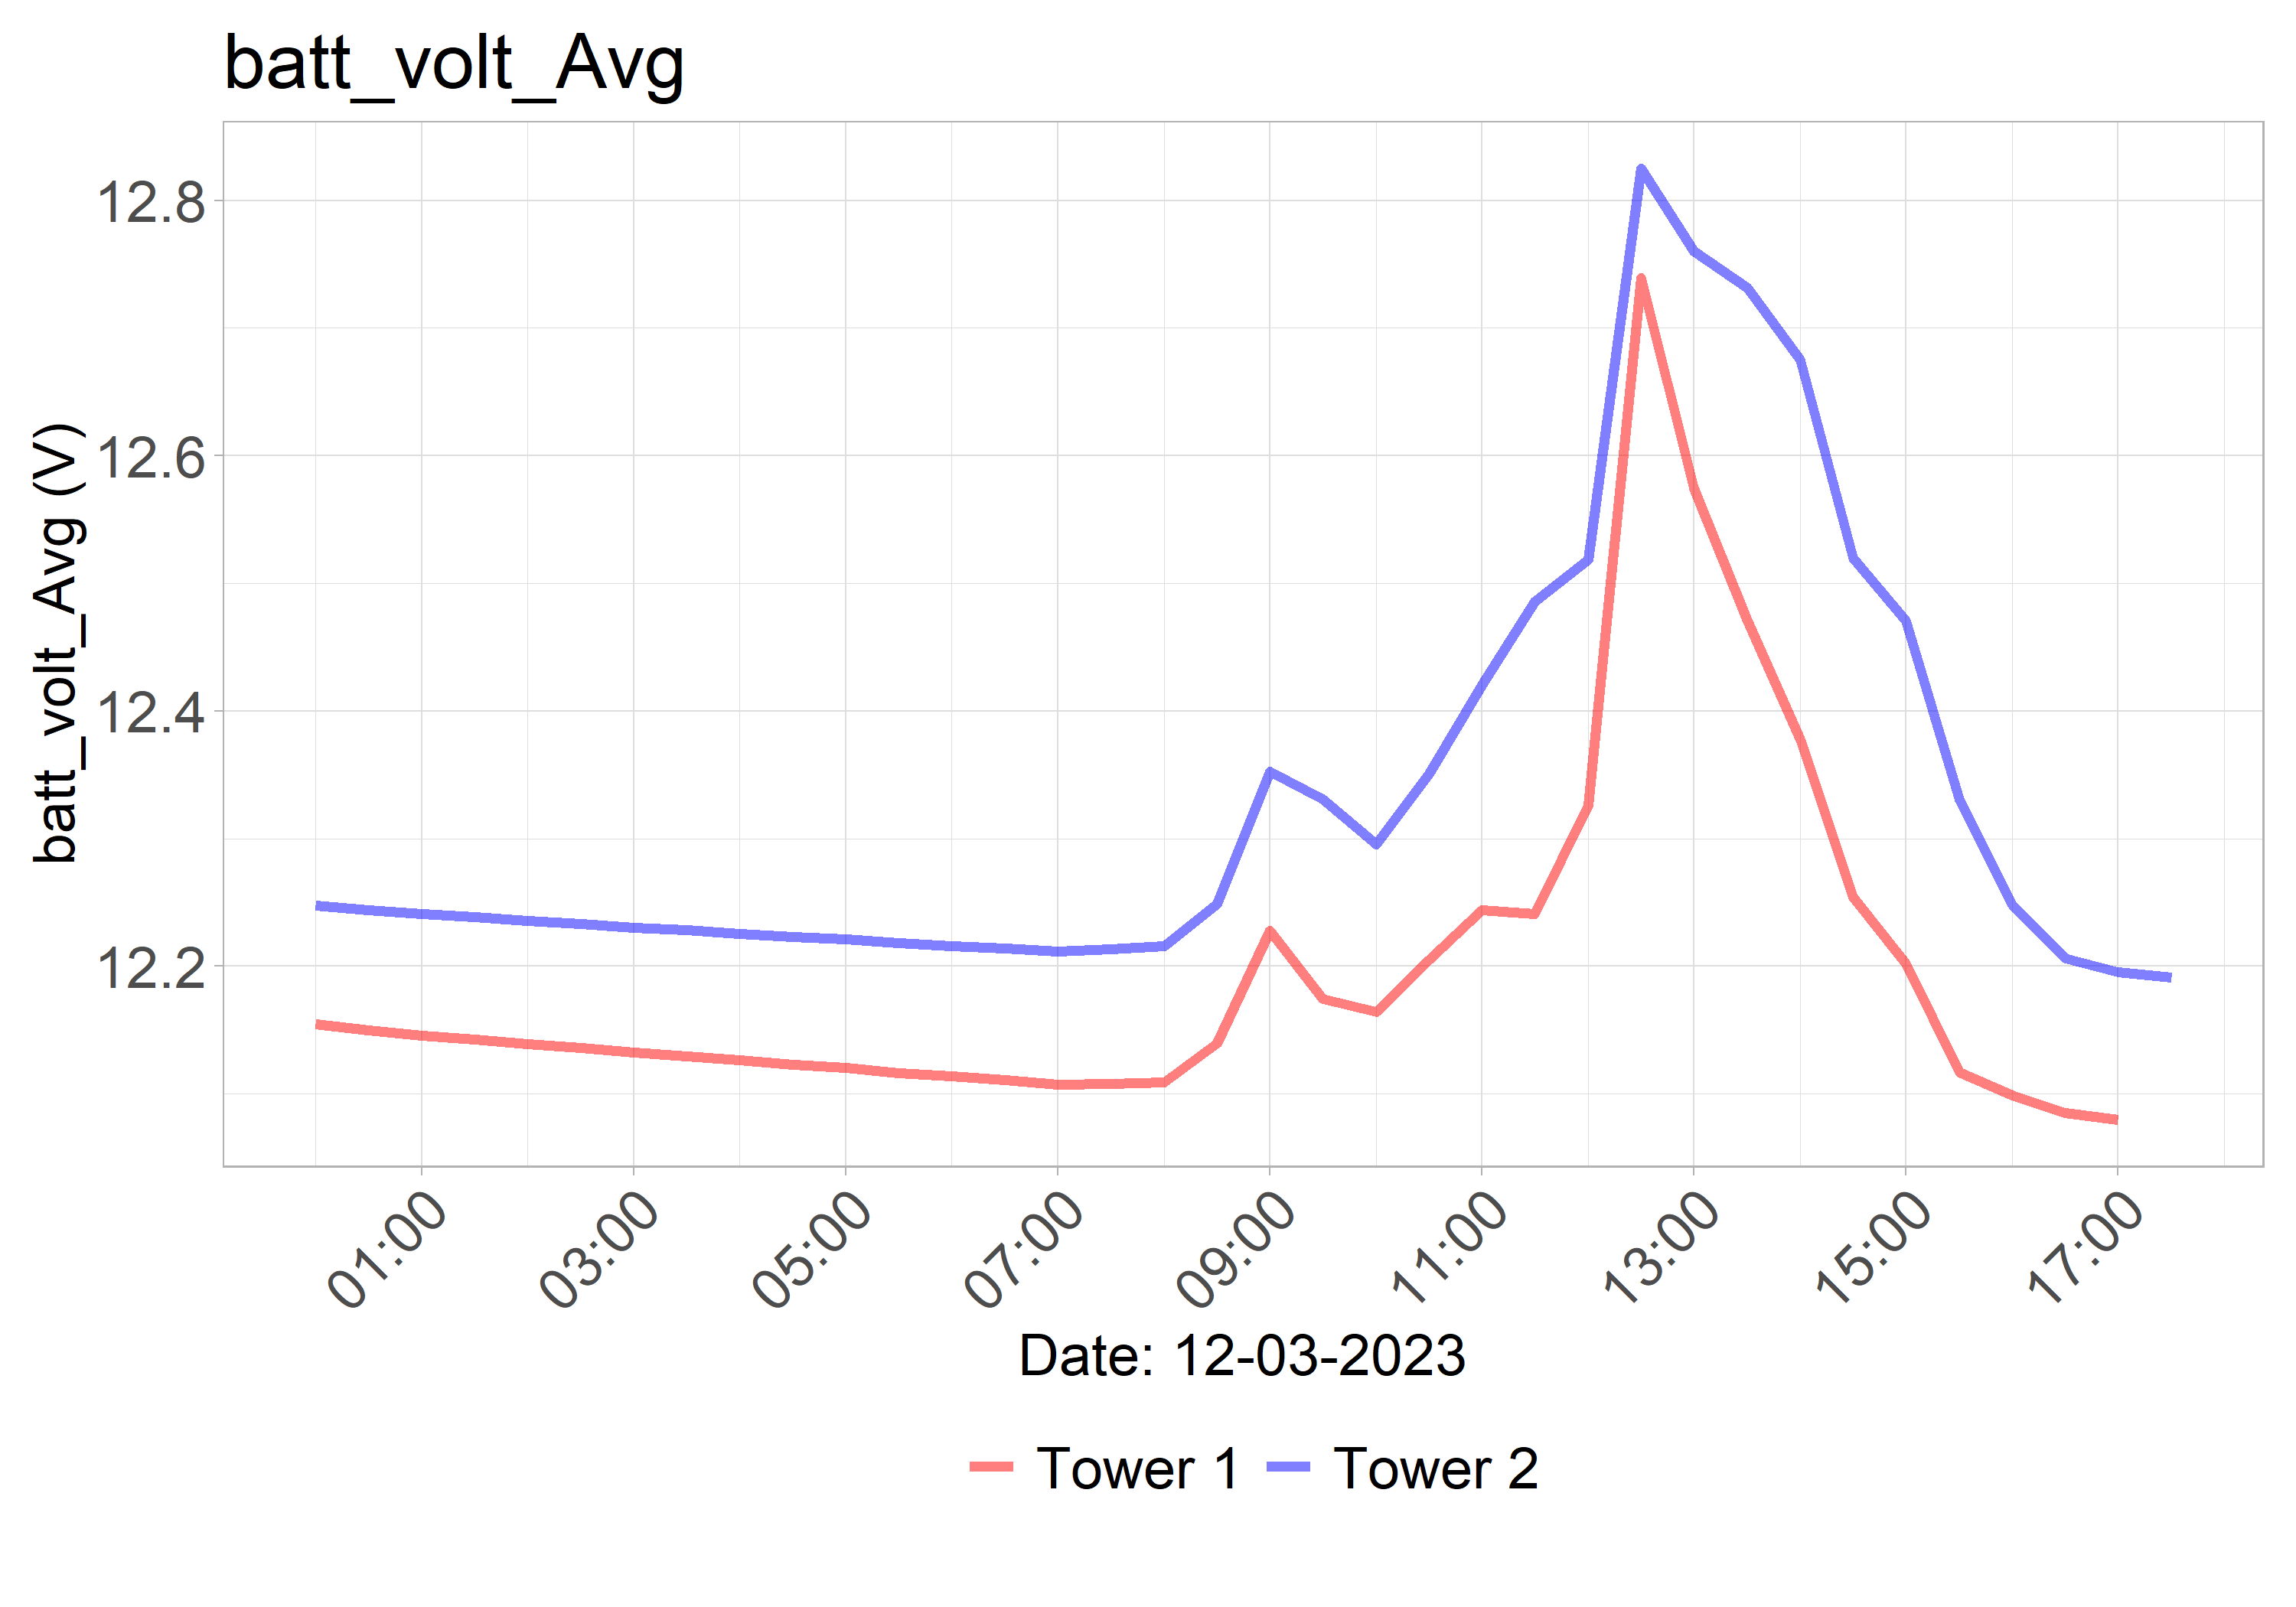 batt_volt_Avg
batt_volt_Avg (V)
12.8
12.6
12.4
12.2
01:00
03:00
05:00
07:00
09:00
11:00
13:00
15:00
17:00
Date: 12-03-2023
Tower 1
Tower 2